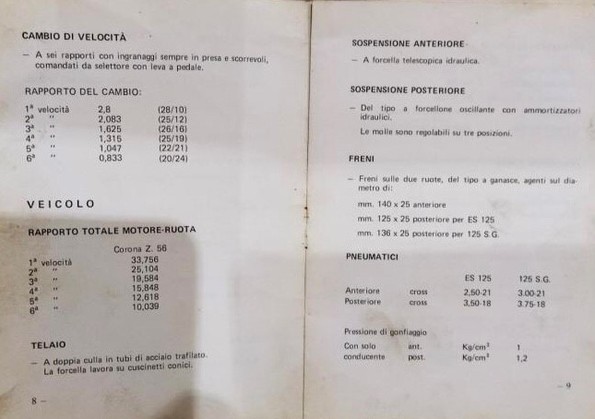 CAMBIO DI VELOCITÀ
— A sei rapporti con ingranaggi sempre in presa e scorrevoli,
comandati da selettore con leva a pedale.
RAPPORTO DEL CAMBIO:
1ª velocità 2,8 (28/10)
2ª " 2,083 (25/12)
3ª " 1,625 (26/16)
4ª " 1,315 (25/19)
5ª " 1,047 (22/21)
6ª " 0,833 (20/24)
VEICOLO
RAPPORTO TOTALE MOTORE-RUOTA
Corona Z. 56
1ª velocità 33,756
2ª " 25,104
3ª " 19,584
4ª " 15,848
5ª " 12,618
6ª " 10,039
TELAIO
— A doppia culla in tubi di acciaio trafilato.
La forcella lavora su cuscinetti conici.
8 —
SOSPENSIONE ANTERIORE
— A forcella telescopica idraulica.
SOSPENSIONE POSTERIORE
— Del tipo a forcellone oscillante con ammortizzatori
idraulici.
Le molle sono regolabili su tre posizioni.
FRENI
— Freni sulle due ruote, del tipo a ganasce, agenti sul dia-
metro di:
mm. 140 x 25 anteriore
mm. 125 x 25 posteriore per ES 125
mm. 136 x 25 posteriore per 125 S.G.
PNEUMATICI
ES 125 125 S.G.
Anteriore cross 2,50-21 3.00-21
Posteriore cross 3,50-18 3.75-18
Pressione di gonfiaggio
Con solo ant. Kg/cm² 1
conducente post. Kg/cm² 1,2
— 9